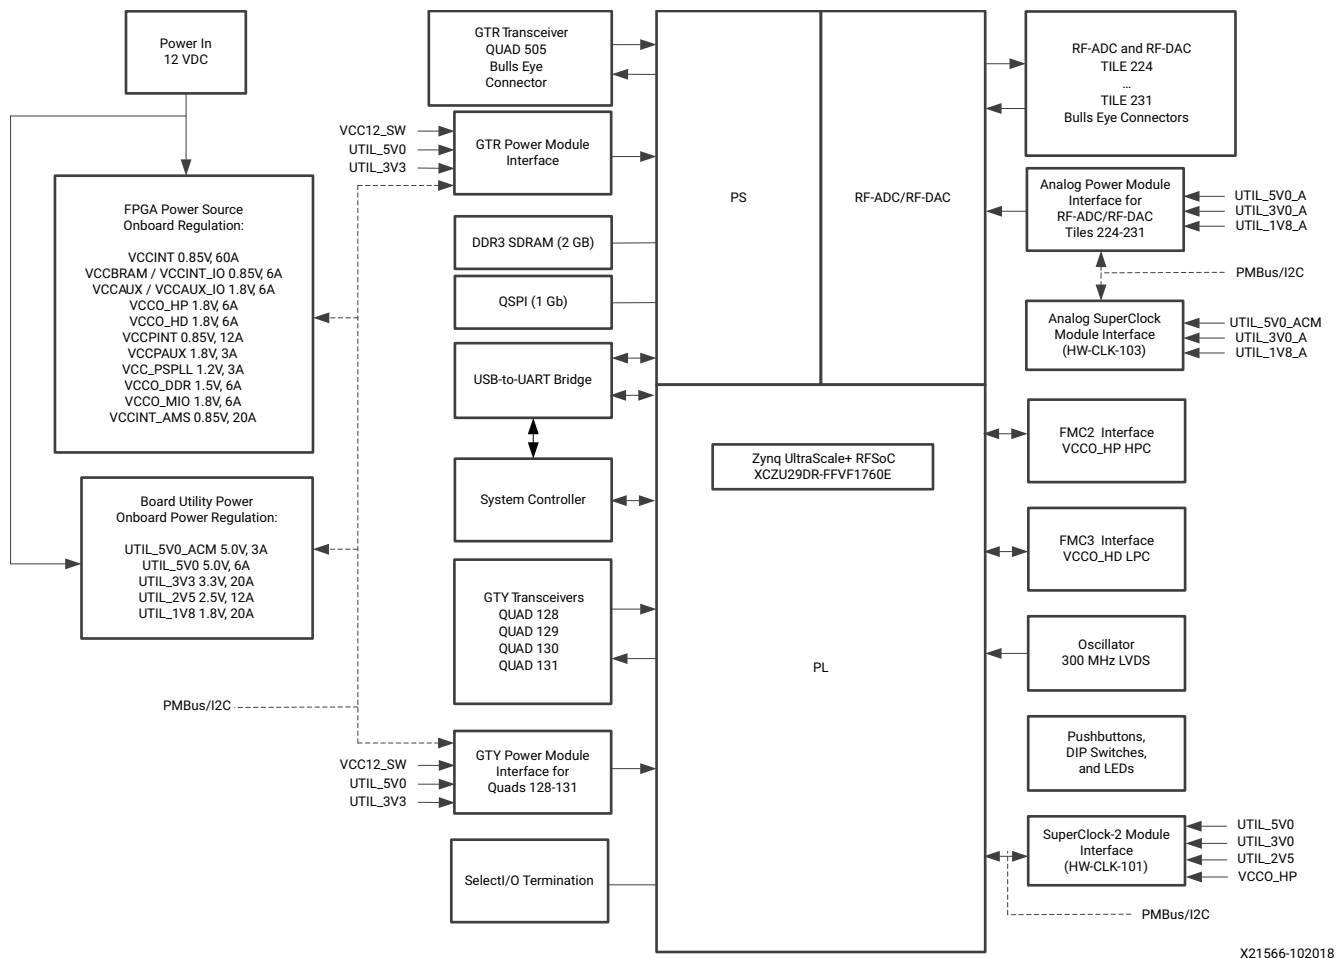 Power In
12 VDC
FPGA Power Source
Onboard Regulation:
VCCINT 0.85V, 60A
VCCBRAM / VCCINT_IO 0.85V, 6A
VCCAUX / VCCAUX_IO 1.8V, 6A
VCCO_HP 1.8V, 6A
VCCO_HD 1.8V, 6A
VCCPINT 0.85V, 12A
VCCPAUX 1.8V, 3A
VCC_PSPLL 1.2V, 3A
VCCO_DDR 1.5V, 6A
VCCO_MIO 1.8V, 6A
VCCINT_AMS 0.85V, 20A
Board Utility Power
Onboard Power Regulation:
UTIL_5V0_ACM 5.0V, 3A
UTIL_5V0 5.0V, 6A
UTIL_3V3 3.3V, 20A
UTIL_2V5 2.5V, 12A
UTIL_1V8 1.8V, 20A
PMBus/I2C
GTR Transceiver
QUAD 505
Bulls Eye
Connector
VCC12_SW
UTIL_5V0
UTIL_3V3
GTR Power Module
Interface
DDR3 SDRAM (2 GB)
QSPI (1 Gb)
USB-to-UART Bridge
System Controller
GTY Transceivers
QUAD 128
QUAD 129
QUAD 130
QUAD 131
VCC12_SW
UTIL_5V0
UTIL_3V3
GTY Power Module
Interface for
Quads 128-131
SelectI/O Termination
PS
RF-ADC/RF-DAC
Zynq UltraScale+ RFSoC
XCZU29DR-FFVF1760E
PL
RF-ADC and RF-DAC
TILE 224
...
TILE 231
Bulls Eye Connectors
Analog Power Module
Interface for
RF-ADC/RF-DAC
Tiles 224-231
UTIL_5V0_A
UTIL_3V0_A
UTIL_1V8_A
PMBus/I2C
Analog SuperClock
Module Interface
(HW-CLK-103)
UTIL_5V0_ACM
UTIL_3V0_A
UTIL_1V8_A
FMC2 Interface
VCCO_HP HPC
FMC3 Interface
VCCO_HD LPC
Oscillator
300 MHz LVDS
Pushbuttons,
DIP Switches,
and LEDs
SuperClock-2 Module
Interface
(HW-CLK-101)
UTIL_5V0
UTIL_3V0
UTIL_2V5
VCCO_HP
PMBus/I2C
X21566-102018